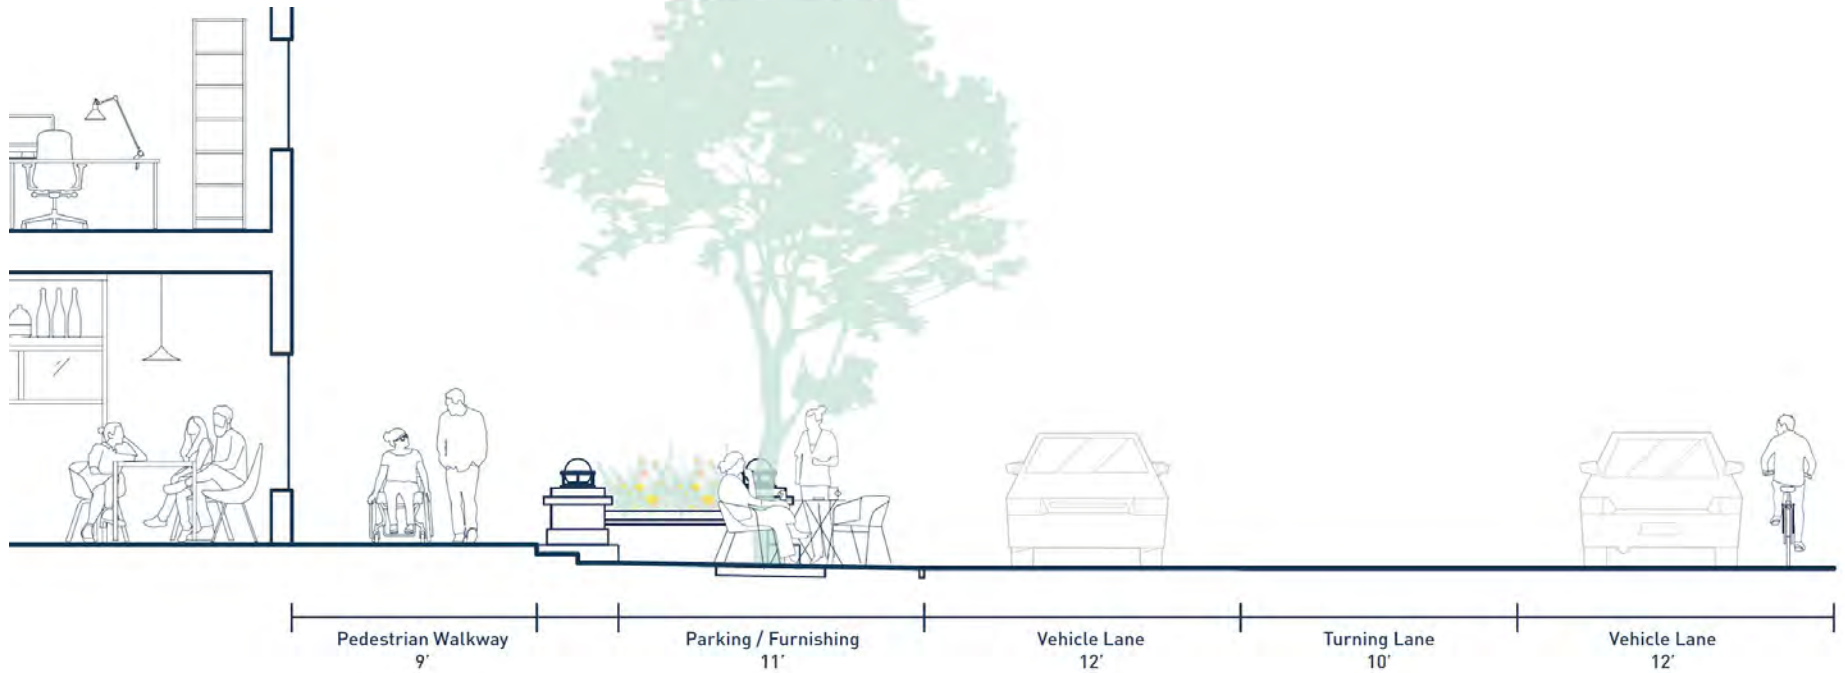 Pedestrian Walkway
9'
Parking / Furnishing
11'
Vehicle Lane
12'
Turning Lane
10'
Vehicle Lane
12'